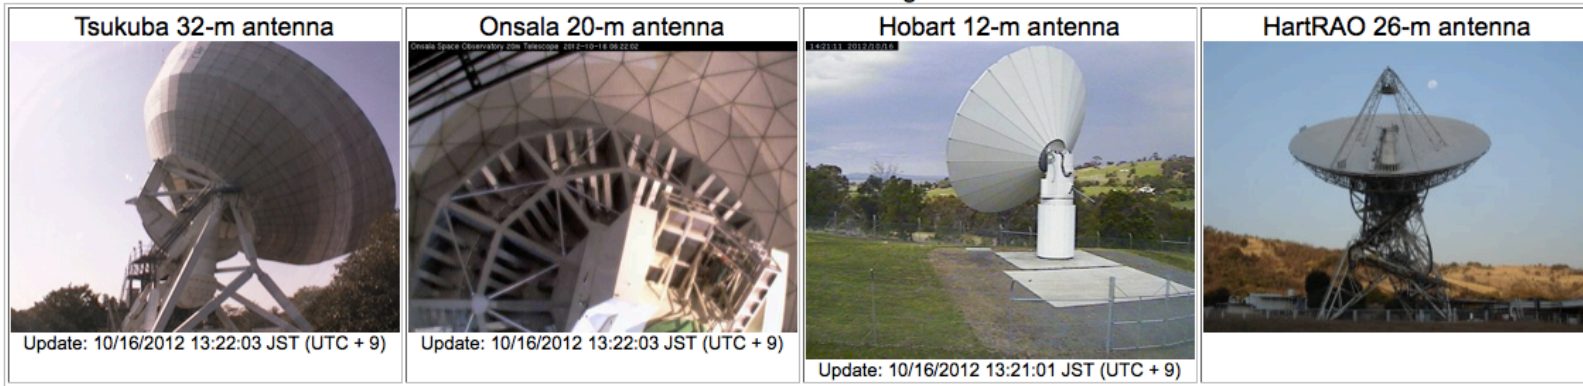 Tsukuba 32-m antenna
Onsala 20-m antenna
Hobart 12-m antenna
HartRAO 26-m antenna
Onsala Space Observatory 20m Telescope 2012-10-16 06:22:02
14:21:11 2012/10/16
Update: 10/16/2012 13:22:03 JST (UTC + 9)
Update: 10/16/2012 13:22:03 JST (UTC + 9)
Update: 10/16/2012 13:21:01 JST (UTC + 9)